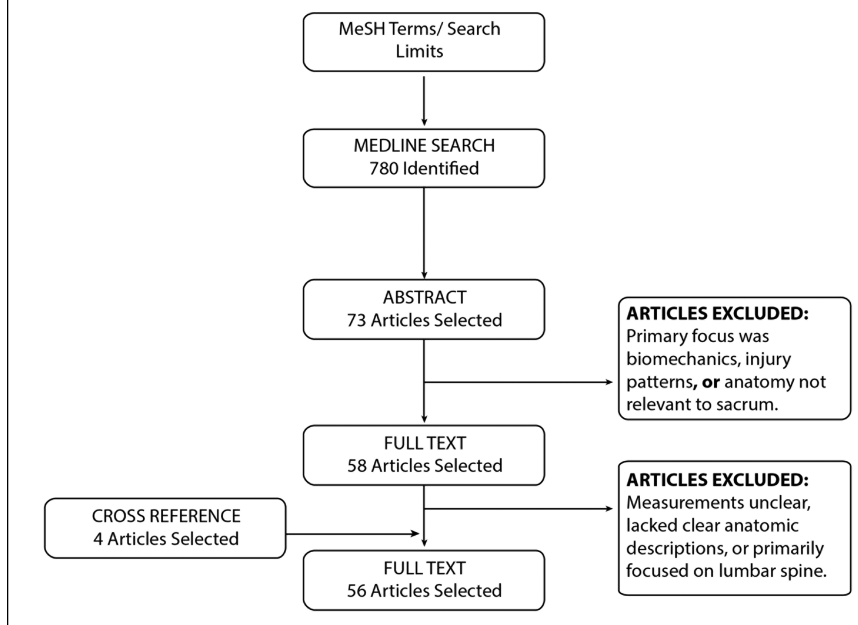 MeSH Terms/ Search
Limits
MEDLINE SEARCH
780 Identified
ABSTRACT
73 Articles Selected
ARTICLES EXCLUDED:
Primary focus was
biomechanics, injury
patterns, or anatomy not
relevant to sacrum.
FULL TEXT
58 Articles Selected
ARTICLES EXCLUDED:
Measurements unclear,
lacked clear anatomic
descriptions, or primarily
focused on lumbar spine.
CROSS REFERENCE
4 Articles Selected
FULL TEXT
56 Articles Selected